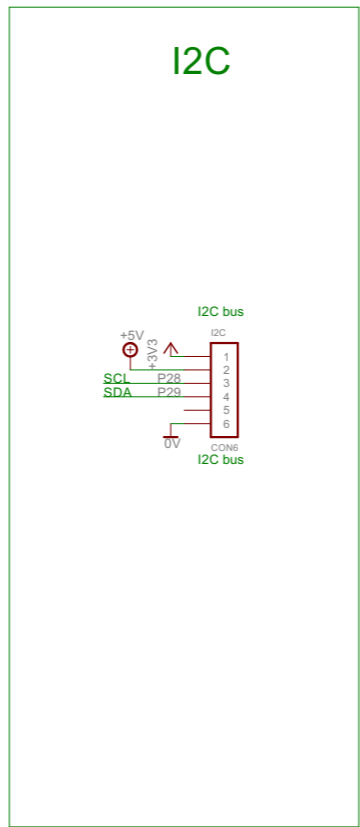 I2C
I2C bus
I2C
+5V
+3V3
1
2
SCL P28 3
SDA P29 4
5
6
0V
CON6
I2C bus